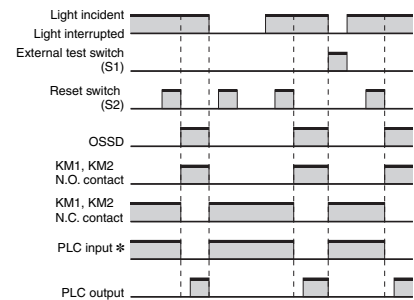 Light incident
Light interrupted
External test switch
(S1)
Reset switch
(S2)
OSSD
KM1, KM2
N.O. contact
KM1, KM2
N.C. contact
PLC input *
PLC output